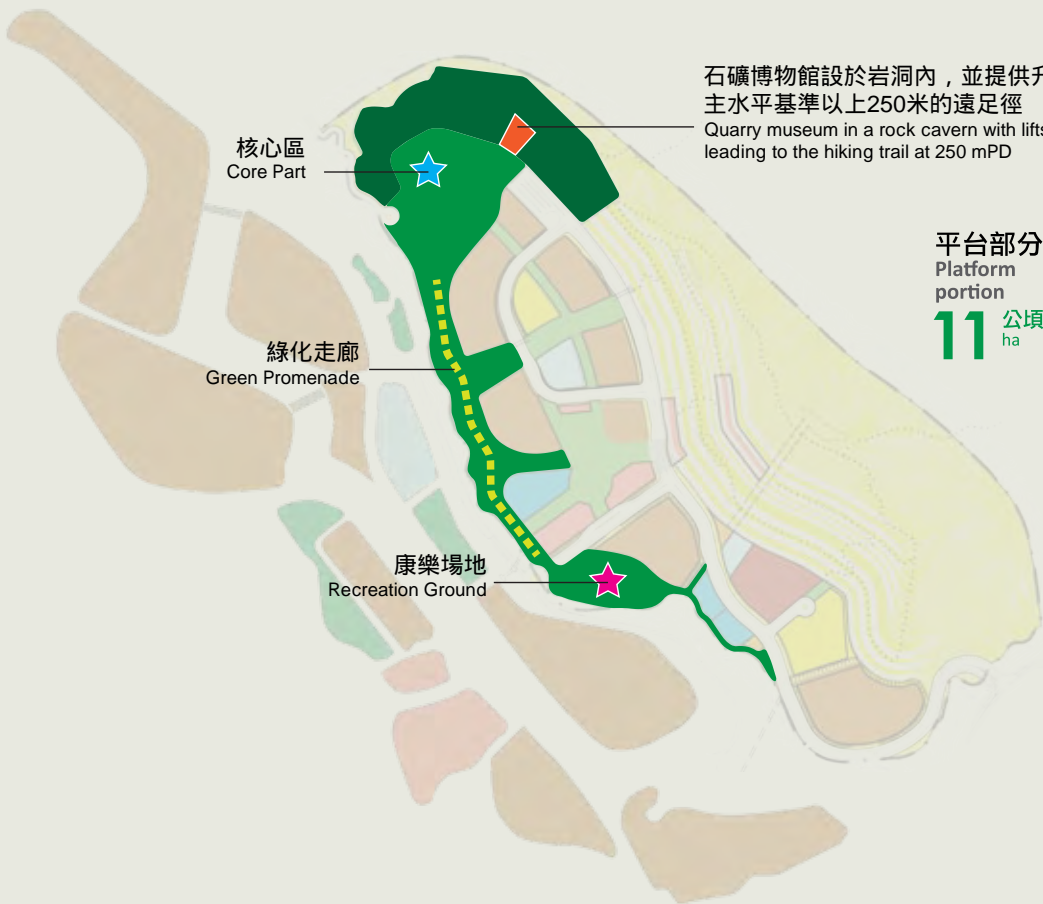 石礦博物館設於岩洞內，並提供升
主水平基準以上250米的遠足徑
Quarry museum in a rock cavern with lifts
leading to the hiking trail at 250 mPD
核心區
Core Part
平台部分
Platform
portion
11 公頃
ha
綠化走廊
Green Promenade
康樂場地
Recreation Ground